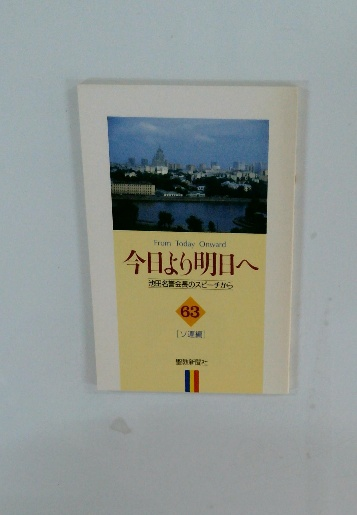 From Today Onward
今日より明日へ
池田名誉会長のスピーチから
63
[ソ連編]
聖教新聞社